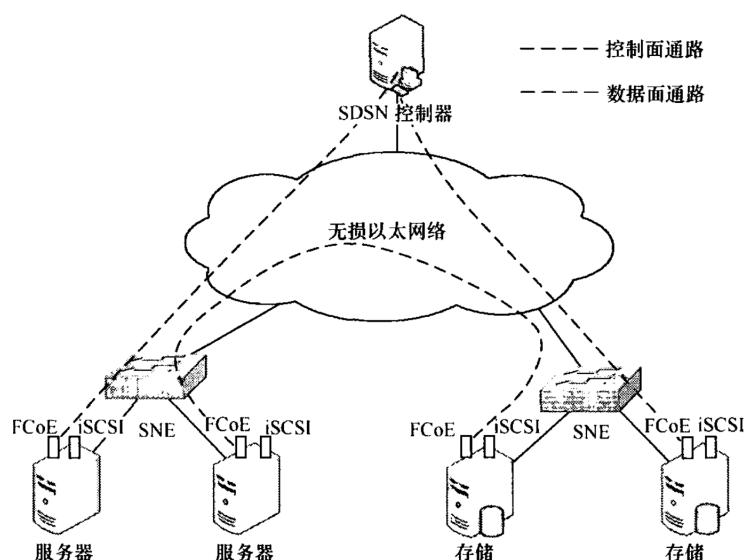 控制面通路
数据面通路
SDSN 控制器
无损以太网络
FCoE
iSCSI
SNE
FCoE
iSCSI
FCoE
iSCSI
SNE
FCoE
iSCSI
服务器
服务器
存储
存储